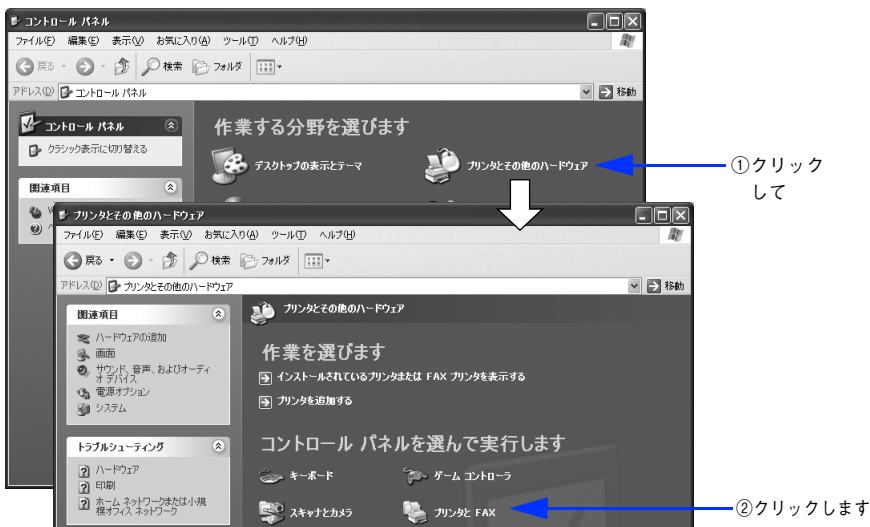 コントロール パネル
ファイル(F) 編集(E) 表示(V) お気に入り(A) ツール(T) ヘルプ(H)
戻る 検索 フォルダ
アドレス(D) コントロール パネル 移動
コントロール パネル
クラシック表示に切り替える
関連項目
作業する分野を選びます
デスクトップの表示とテーマ
プリンタとその他のハードウェア
①クリック
して
プリンタとその他のハードウェア
ファイル(F) 編集(E) 表示(V) お気に入り(A) ツール(T) ヘルプ(H)
戻る 検索 フォルダ
アドレス(D) プリンタとその他のハードウェア 移動
関連項目
ハードウェアの追加
画面
サウンド、音声、およびオーディ
オ デバイス
電源オプション
システム
トラブルシューティング
ハードウェア
印刷
ホーム ネットワークまたは小規
模オフィス ネットワーク
プリンタとその他のハードウェア
作業を選びます
インストールされているプリンタまたは FAX プリンタを表示する
プリンタを追加する
コントロール パネルを選んで実行します
キーボード
ゲーム コントローラ
スキャナとカメラ
プリンタと FAX
②クリックします